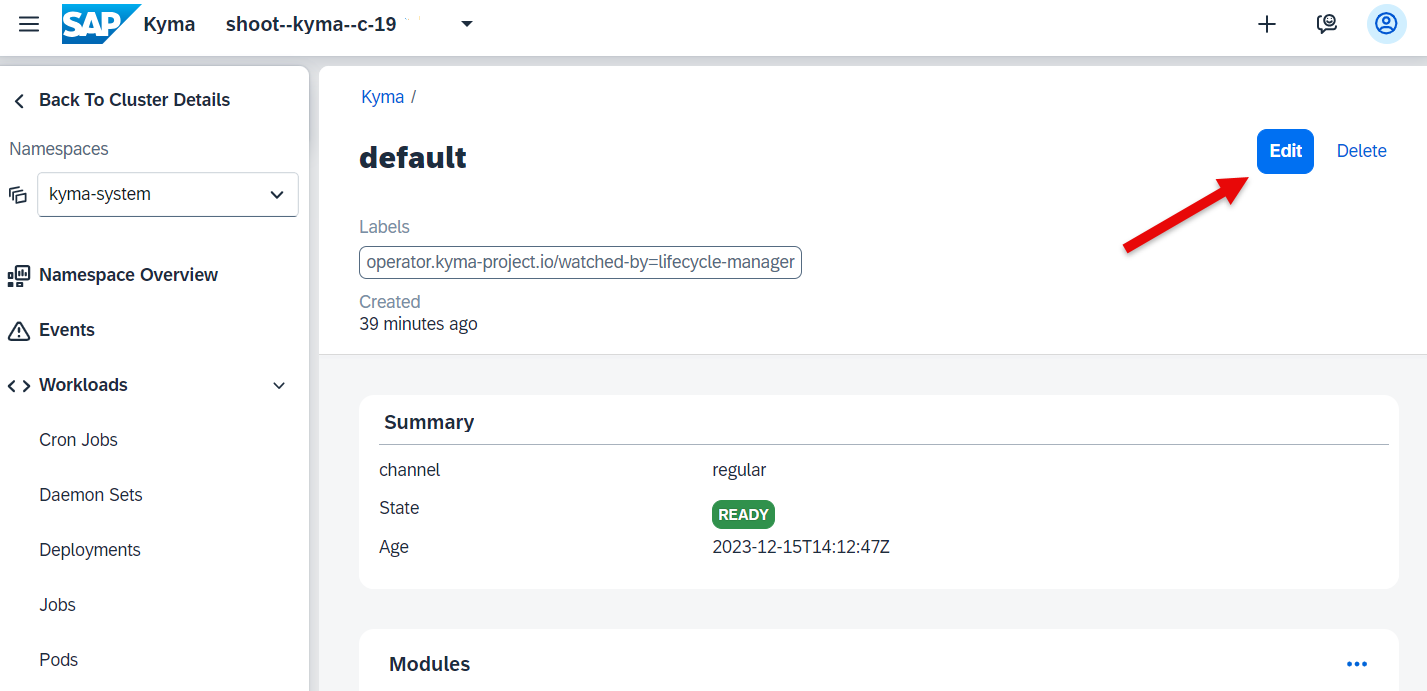 SAP Kyma shoot--kyma--c-19
Back To Cluster Details
Namespaces
kyma-system
Namespace Overview
Events
Workloads
Cron Jobs
Daemon Sets
Deployments
Jobs
Pods
Kyma /
default
Edit Delete
Labels
operator.kyma-project.io/watched-by=lifecycle-manager
Created
39 minutes ago
Summary
channel regular
State READY
Age 2023-12-15T14:12:47Z
Modules